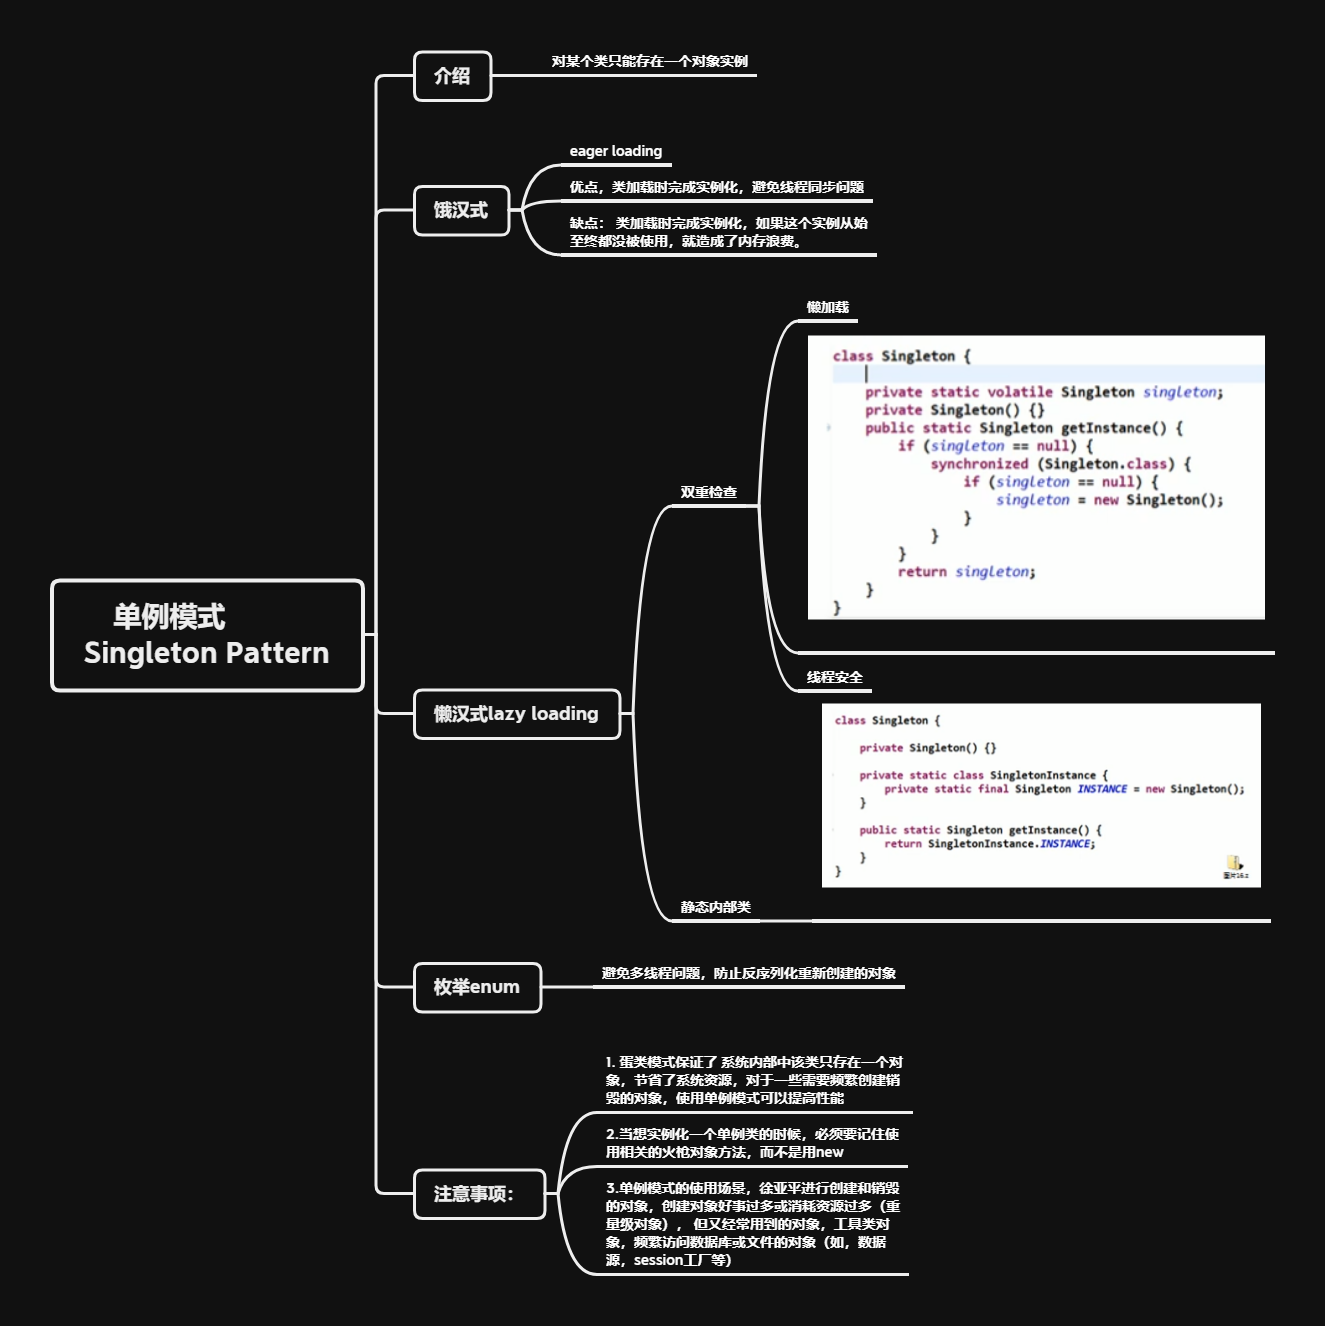 单例模式
Singleton Pattern
介绍
对某个类只能存在一个对象实例
饿汉式
eager loading
优点，类加载时完成实例化，避免线程同步问题
缺点： 类加载时完成实例化，如果这个实例从始
至终都没被使用，就造成了内存浪费。
懒汉式lazy loading
双重检查
懒加载
class Singleton {
private static volatile Singleton singleton;
private Singleton() {}
public static Singleton getInstance() {
if (singleton == null) {
synchronized (Singleton.class) {
if (singleton == null) {
singleton = new Singleton();
}
}
}
return singleton;
}
}
线程安全
静态内部类
class Singleton {
private Singleton() {}
private static class SingletonInstance {
private static final Singleton INSTANCE = new Singleton();
}
public static Singleton getInstance() {
return SingletonInstance.INSTANCE;
}
}
枚举enum
避免多线程问题，防止反序列化重新创建的对象
注意事项：
1. 蛋类模式保证了 系统内部中该类只存在一个对
象，节省了系统资源，对于一些需要频繁创建销
毁的对象，使用单例模式可以提高性能
2.当想实例化一个单例类的时候，必须要记住使
用相关的火枪对象方法，而不是用new
3.单例模式的使用场景，徐亚平进行创建和销毁
的对象，创建对象好事过多或消耗资源过多（重
量级对象）， 但又经常用到的对象，工具类对
象，频繁访问数据库或文件的对象（如，数据
源，session工厂等）